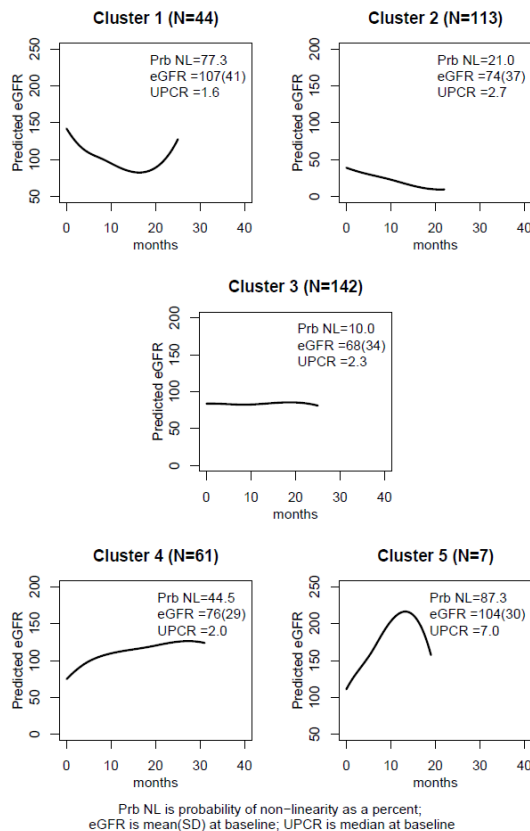 Cluster 1 (N=44)
Predicted eGFR
250
200
150
100
50
Prb NL=77.3
eGFR =107(41)
UPCR =1.6
0 10 20 30 40
months
Cluster 2 (N=113)
Predicted eGFR
200
150
100
50
0
Prb NL=21.0
eGFR =74(37)
UPCR =2.7
0 10 20 30 40
months
Cluster 3 (N=142)
Predicted eGFR
200
150
100
50
0
Prb NL=10.0
eGFR =68(34)
UPCR =2.3
0 10 20 30 40
months
Cluster 4 (N=61)
Predicted eGFR
200
150
100
50
0
Prb NL=44.5
eGFR =76(29)
UPCR =2.0
0 10 20 30 40
months
Cluster 5 (N=7)
Predicted eGFR
250
200
150
100
50
Prb NL=87.3
eGFR =104(30)
UPCR =7.0
0 10 20 30 40
months
Prb NL is probability of non-linearity as a percent;
eGFR is mean(SD) at baseline; UPCR is median at baseline